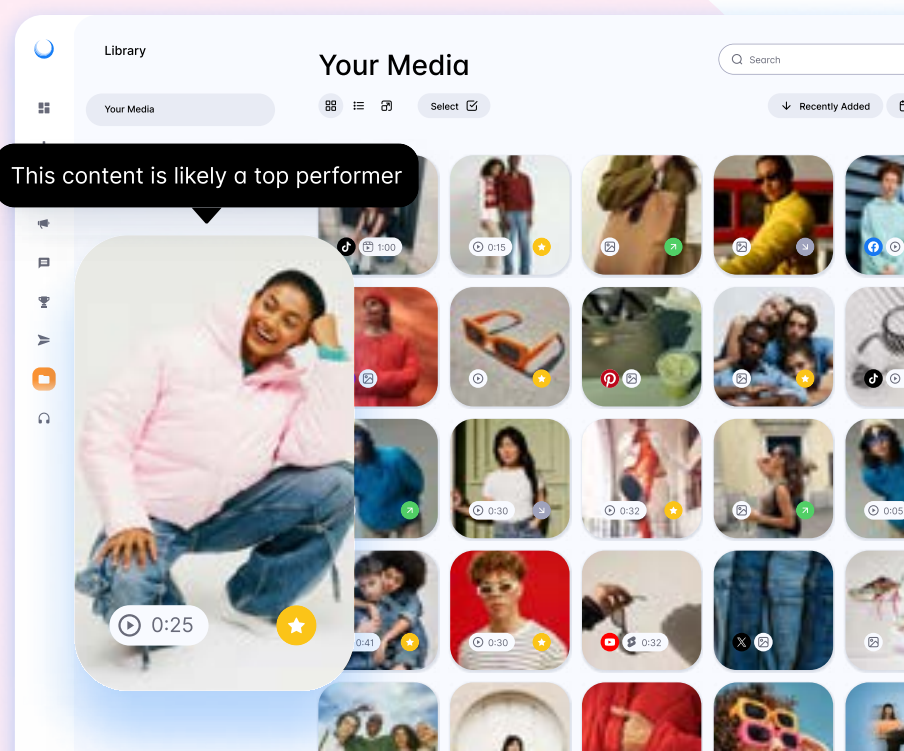 Library
Your Media
Search
Your Media
Select
Recently Added
This content is likely a top performer
1:00
0:15
0:30
0:32
0:05
0:25
0:41
0:30
0:32